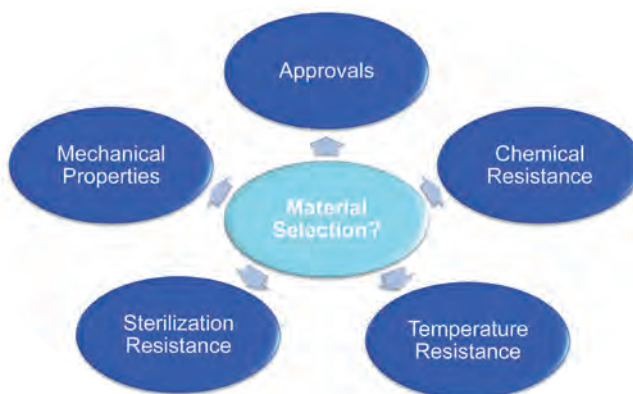 Approvals
Mechanical
Properties
Chemical
Resistance
Material
Selection?
Sterilization
Resistance
Temperature
Resistance